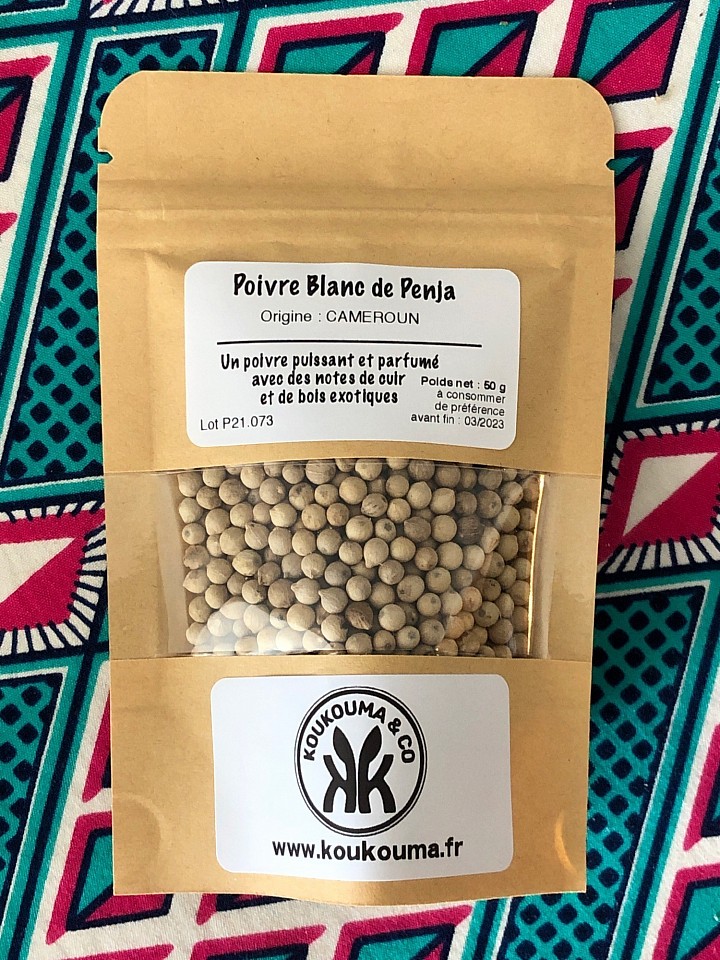 Poivre Blanc de Penja
Origine : CAMEROUN
Un poivre puissant et parfumé
avec des notes de cuir
et de bois exotiques
Poids net : 50 g
à consommer
de préférence
avant fin : 03/2023
Lot P21.073
KOUKOUMA & CO
KK
www.koukouma.fr